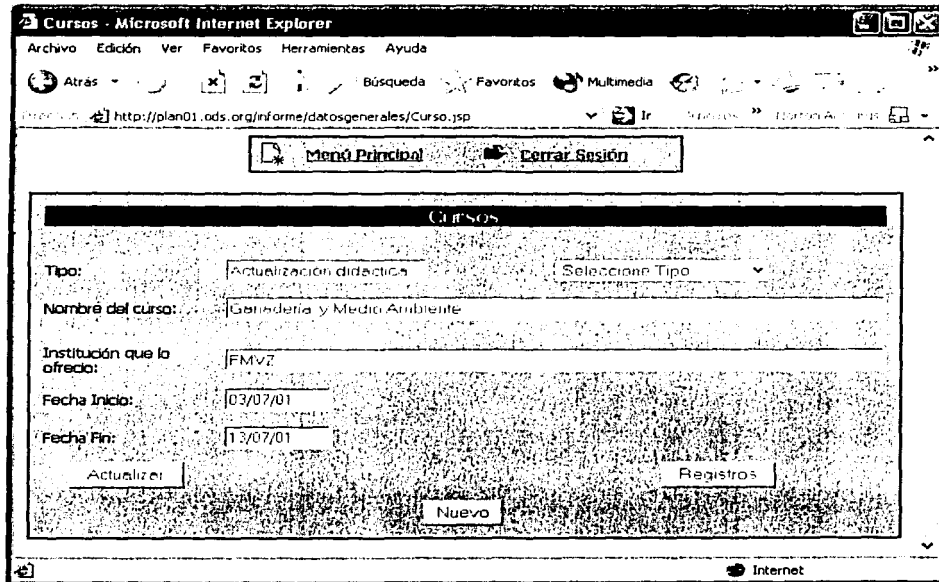 Cursos - Microsoft Internet Explorer
Archivo Edición Ver Favoritos Herramientas Ayuda
Atrás Búsqueda Favoritos Multimedia
http://plan01.ods.org/informe/datosgenerales/Curso.jsp Ir
Menú Principal Cerrar Sesión
Cursos
Tipo: Actualización didáctica Seleccione Tipo
Nombre del curso: Ganadería y Medio Ambiente
Institución que lo ofrecio: FMVZ
Fecha Inicio: 03/07/01
Fecha Fin: 13/07/01
Actualizar Registros
Nuevo
Internet